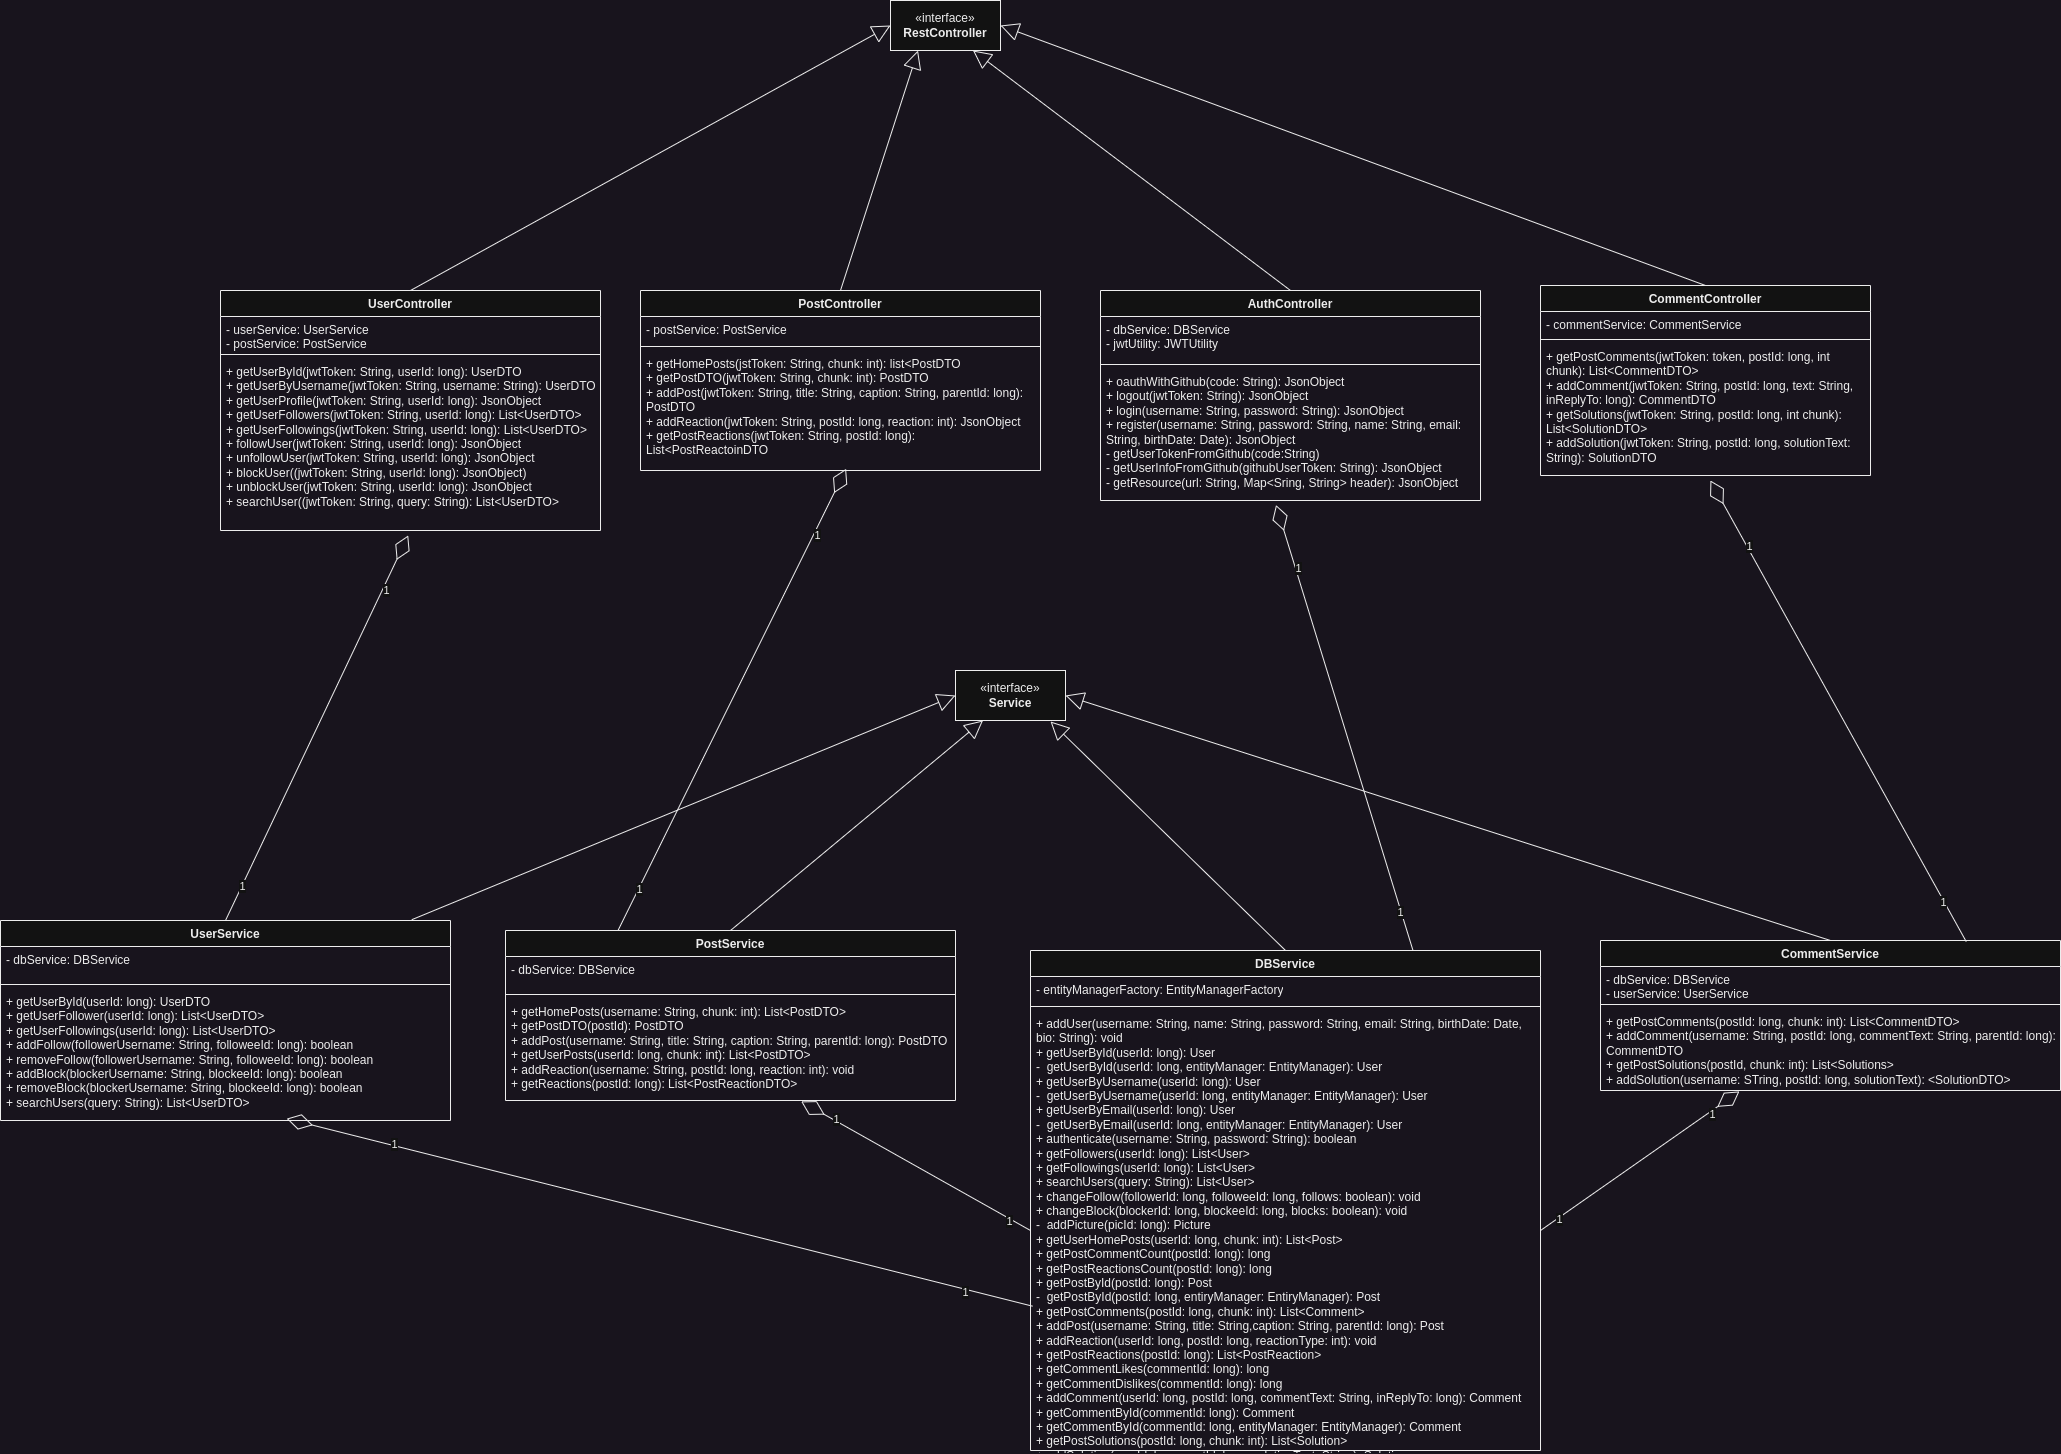 «interface»
RestController
UserController
- userService: UserService
- postService: PostService
+ getUserById(jwtToken: String, userId: long): UserDTO
+ getUserByUsername(jwtToken: String, username: String): UserDTO
+ getUserProfile(jwtToken: String, userId: long): JsonObject
+ getUserFollowers(jwtToken: String, userId: long): List<UserDTO>
+ getUserFollowings(jwtToken: String, userId: long): List<UserDTO>
+ followUser(jwtToken: String, userId: long): JsonObject
+ unfollowUser(jwtToken: String, userId: long): JsonObject
+ blockUser((jwtToken: String, userId: long): JsonObject)
+ unblockUser(jwtToken: String, userId: long): JsonObject
+ searchUser((jwtToken: String, query: String): List<UserDTO>
PostController
- postService: PostService
+ getHomePosts(jstToken: String, chunk: int): list<PostDTO
+ getPostDTO(jwtToken: String, chunk: int): PostDTO
+ addPost(jwtToken: String, title: String, caption: String, parentId: long):
PostDTO
+ addReaction(jwtToken: String, postId: long, reaction: int): JsonObject
+ getPostReactions(jwtToken: String, postId: long):
List<PostReactoinDTO
AuthController
- dbService: DBService
- jwtUtility: JWTUtility
+ oauthWithGithub(code: String): JsonObject
+ logout(jwtToken: String): JsonObject
+ login(username: String, password: String): JsonObject
+ register(username: String, password: String, name: String, email:
String, birthDate: Date): JsonObject
- getUserTokenFromGithub(code:String)
- getUserInfoFromGithub(githubUserToken: String): JsonObject
- getResource(url: String, Map<Sring, String> header): JsonObject
CommentController
- commentService: CommentService
+ getPostComments(jwtToken: token, postId: long, int
chunk): List<CommentDTO>
+ addComment(jwtToken: String, postId: long, text: String,
inReplyTo: long): CommentDTO
+ getSolutions(jwtToken: String, postId: long, int chunk):
List<SolutionDTO>
+ addSolution(jwtToken: String, postId: long, solutionText:
String): SolutionDTO
1
1
1
1
«interface»
Service
1
1
1
1
UserService
- dbService: DBService
+ getUserById(userId: long): UserDTO
+ getUserFollower(userId: long): List<UserDTO>
+ getUserFollowings(userId: long): List<UserDTO>
+ addFollow(followerUsername: String, followeeId: long): boolean
+ removeFollow(followerUsername: String, followeeId: long): boolean
+ addBlock(blockerUsername: String, blockeeId: long): boolean
+ removeBlock(blockerUsername: String, blockeeId: long): boolean
+ searchUsers(query: String): List<UserDTO>
PostService
- dbService: DBService
+ getHomePosts(username: String, chunk: int): List<PostDTO>
+ getPostDTO(postId): PostDTO
+ addPost(username: String, title: String, caption: String, parentId: long): PostDTO
+ getUserPosts(userId: long, chunk: int): List<PostDTO>
+ addReaction(username: String, postId: long, reaction: int): void
+ getReactions(postId: long): List<PostReactionDTO>
DBService
- entityManagerFactory: EntityManagerFactory
+ addUser(username: String, name: String, password: String, email: String, birthDate: Date,
bio: String): void
+ getUserById(userId: long): User
- getUserById(userId: long, entityManager: EntityManager): User
+ getUserByUsername(userId: long): User
- getUserByUsername(userId: long, entityManager: EntityManager): User
+ getUserByEmail(userId: long): User
- getUserByEmail(userId: long, entityManager: EntityManager): User
+ authenticate(username: String, password: String): boolean
+ getFollowers(userId: long): List<User>
+ getFollowings(userId: long): List<User>
+ searchUsers(query: String): List<User>
+ changeFollow(followerId: long, followeeId: long, follows: boolean): void
+ changeBlock(blockerId: long, blockeeId: long, blocks: boolean): void
- addPicture(picId: long): Picture
+ getUserHomePosts(userId: long, chunk: int): List<Post>
+ getPostCommentCount(postId: long): long
+ getPostReactionsCount(postId: long): long
+ getPostById(postId: long): Post
- getPostById(postId: long, entiryManager: EntiryManager): Post
+ getPostComments(postId: long, chunk: int): List<Comment>
+ addPost(username: String, title: String,caption: String, parentId: long): Post
+ addReaction(userId: long, postId: long, reactionType: int): void
+ getPostReactions(postId: long): List<PostReaction>
+ getCommentLikes(commentId: long): long
+ getCommentDislikes(commentId: long): long
+ addComment(userId: long, postId: long, commentText: String, inReplyTo: long): Comment
+ getCommentById(commentId: long): Comment
+ getCommentById(commentId: long, entityManager: EntityManager): Comment
+ getPostSolutions(postId: long, chunk: int): List<Solution>
CommentService
- dbService: DBService
- userService: UserService
+ getPostComments(postId: long, chunk: int): List<CommentDTO>
+ addComment(username: String, postId: long, commentText: String, parentId: long):
CommentDTO
+ getPostSolutions(postId, chunk: int): List<Solutions>
+ addSolution(username: STring, postId: long, solutionText): <SolutionDTO>
1
1
1
1
1
1